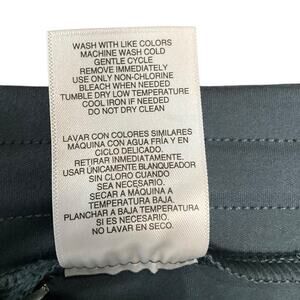 WASH WITH LIKE COLORS
MACHINE WASH COLD
GENTLE CYCLE
REMOVE IMMEDIATELY
USE ONLY NON-CHLORINE
BLEACH WHEN NEEDED
TUMBLE DRY LOW TEMPERATURE
COOL IRON IF NEEDED
DO NOT DRY CLEAN
LAVAR CON COLORES SIMILARES
MÁQUINA CON AGUA FRÍA Y EN
CICLO DELICADO.
RETIRAR INMEDIATAMENTE.
USAR ÚNICAMENTE BLANQUEADOR
SIN CLORO CUANDO
SEA NECESARIO.
SECAR A MÁQUINA A
TEMPERATURA BAJA.
PLANCHAR A BAJA TEMPERATURA
SI ES NECESARIO.
NO LAVAR EN SECO.